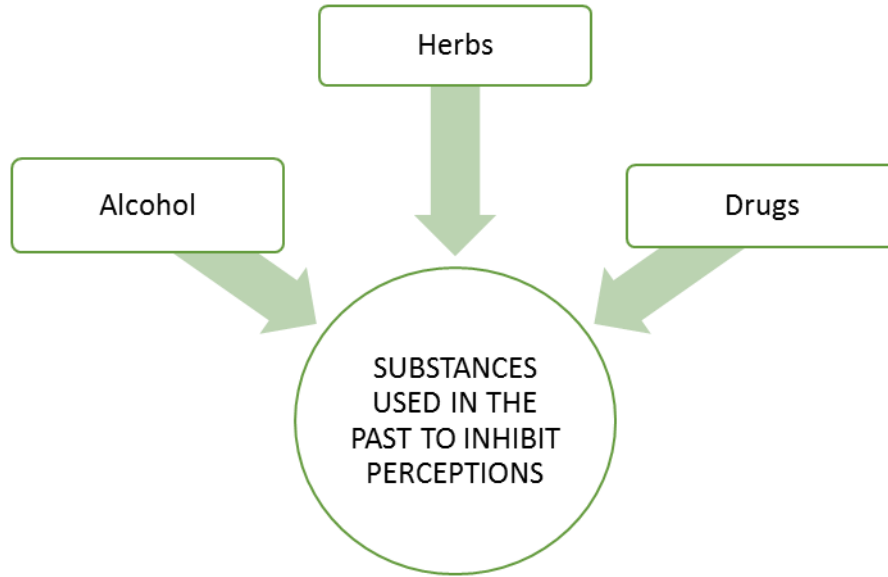 Herbs
Alcohol
Drugs
SUBSTANCES
USED IN THE
PAST TO INHIBIT
PERCEPTIONS